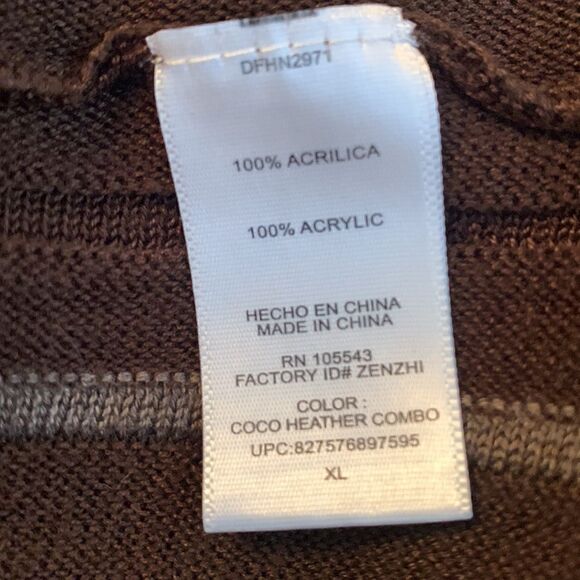 DFHN2971
100% ACRILICA
100% ACRYLIC
HECHO EN CHINA
MADE IN CHINA
RN 105543
FACTORY ID# ZENZHI
COLOR :
COCO HEATHER COMBO
UPC:827576897595
XL